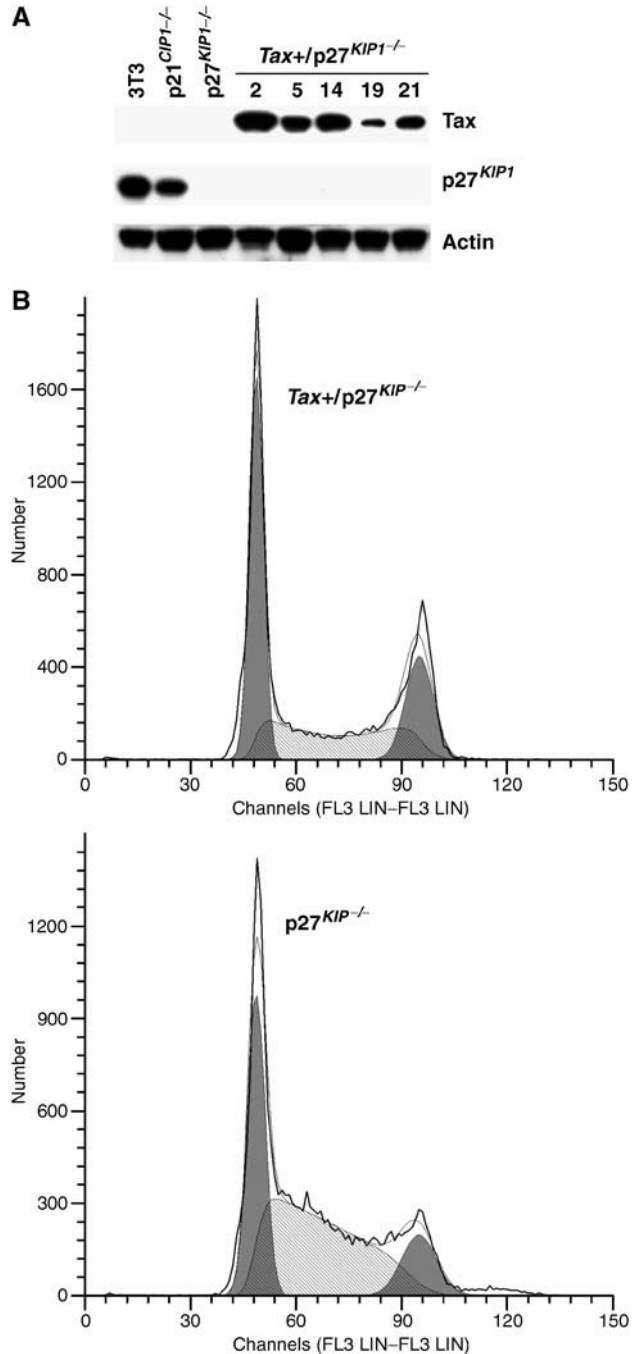 A
3T3
p21CIP1–/–
p27KIP1–/–
Tax+/p27KIP1–/–
2 5 14 19 21
Tax
p27KIP1
Actin
B
Tax+/p27KIP–/–
Number
1600
1200
800
400
0
0 30 60 90 120 150
Channels (FL3 LIN–FL3 LIN)
p27KIP–/–
Number
1200
900
600
300
0
0 30 60 90 120 150
Channels (FL3 LIN–FL3 LIN)